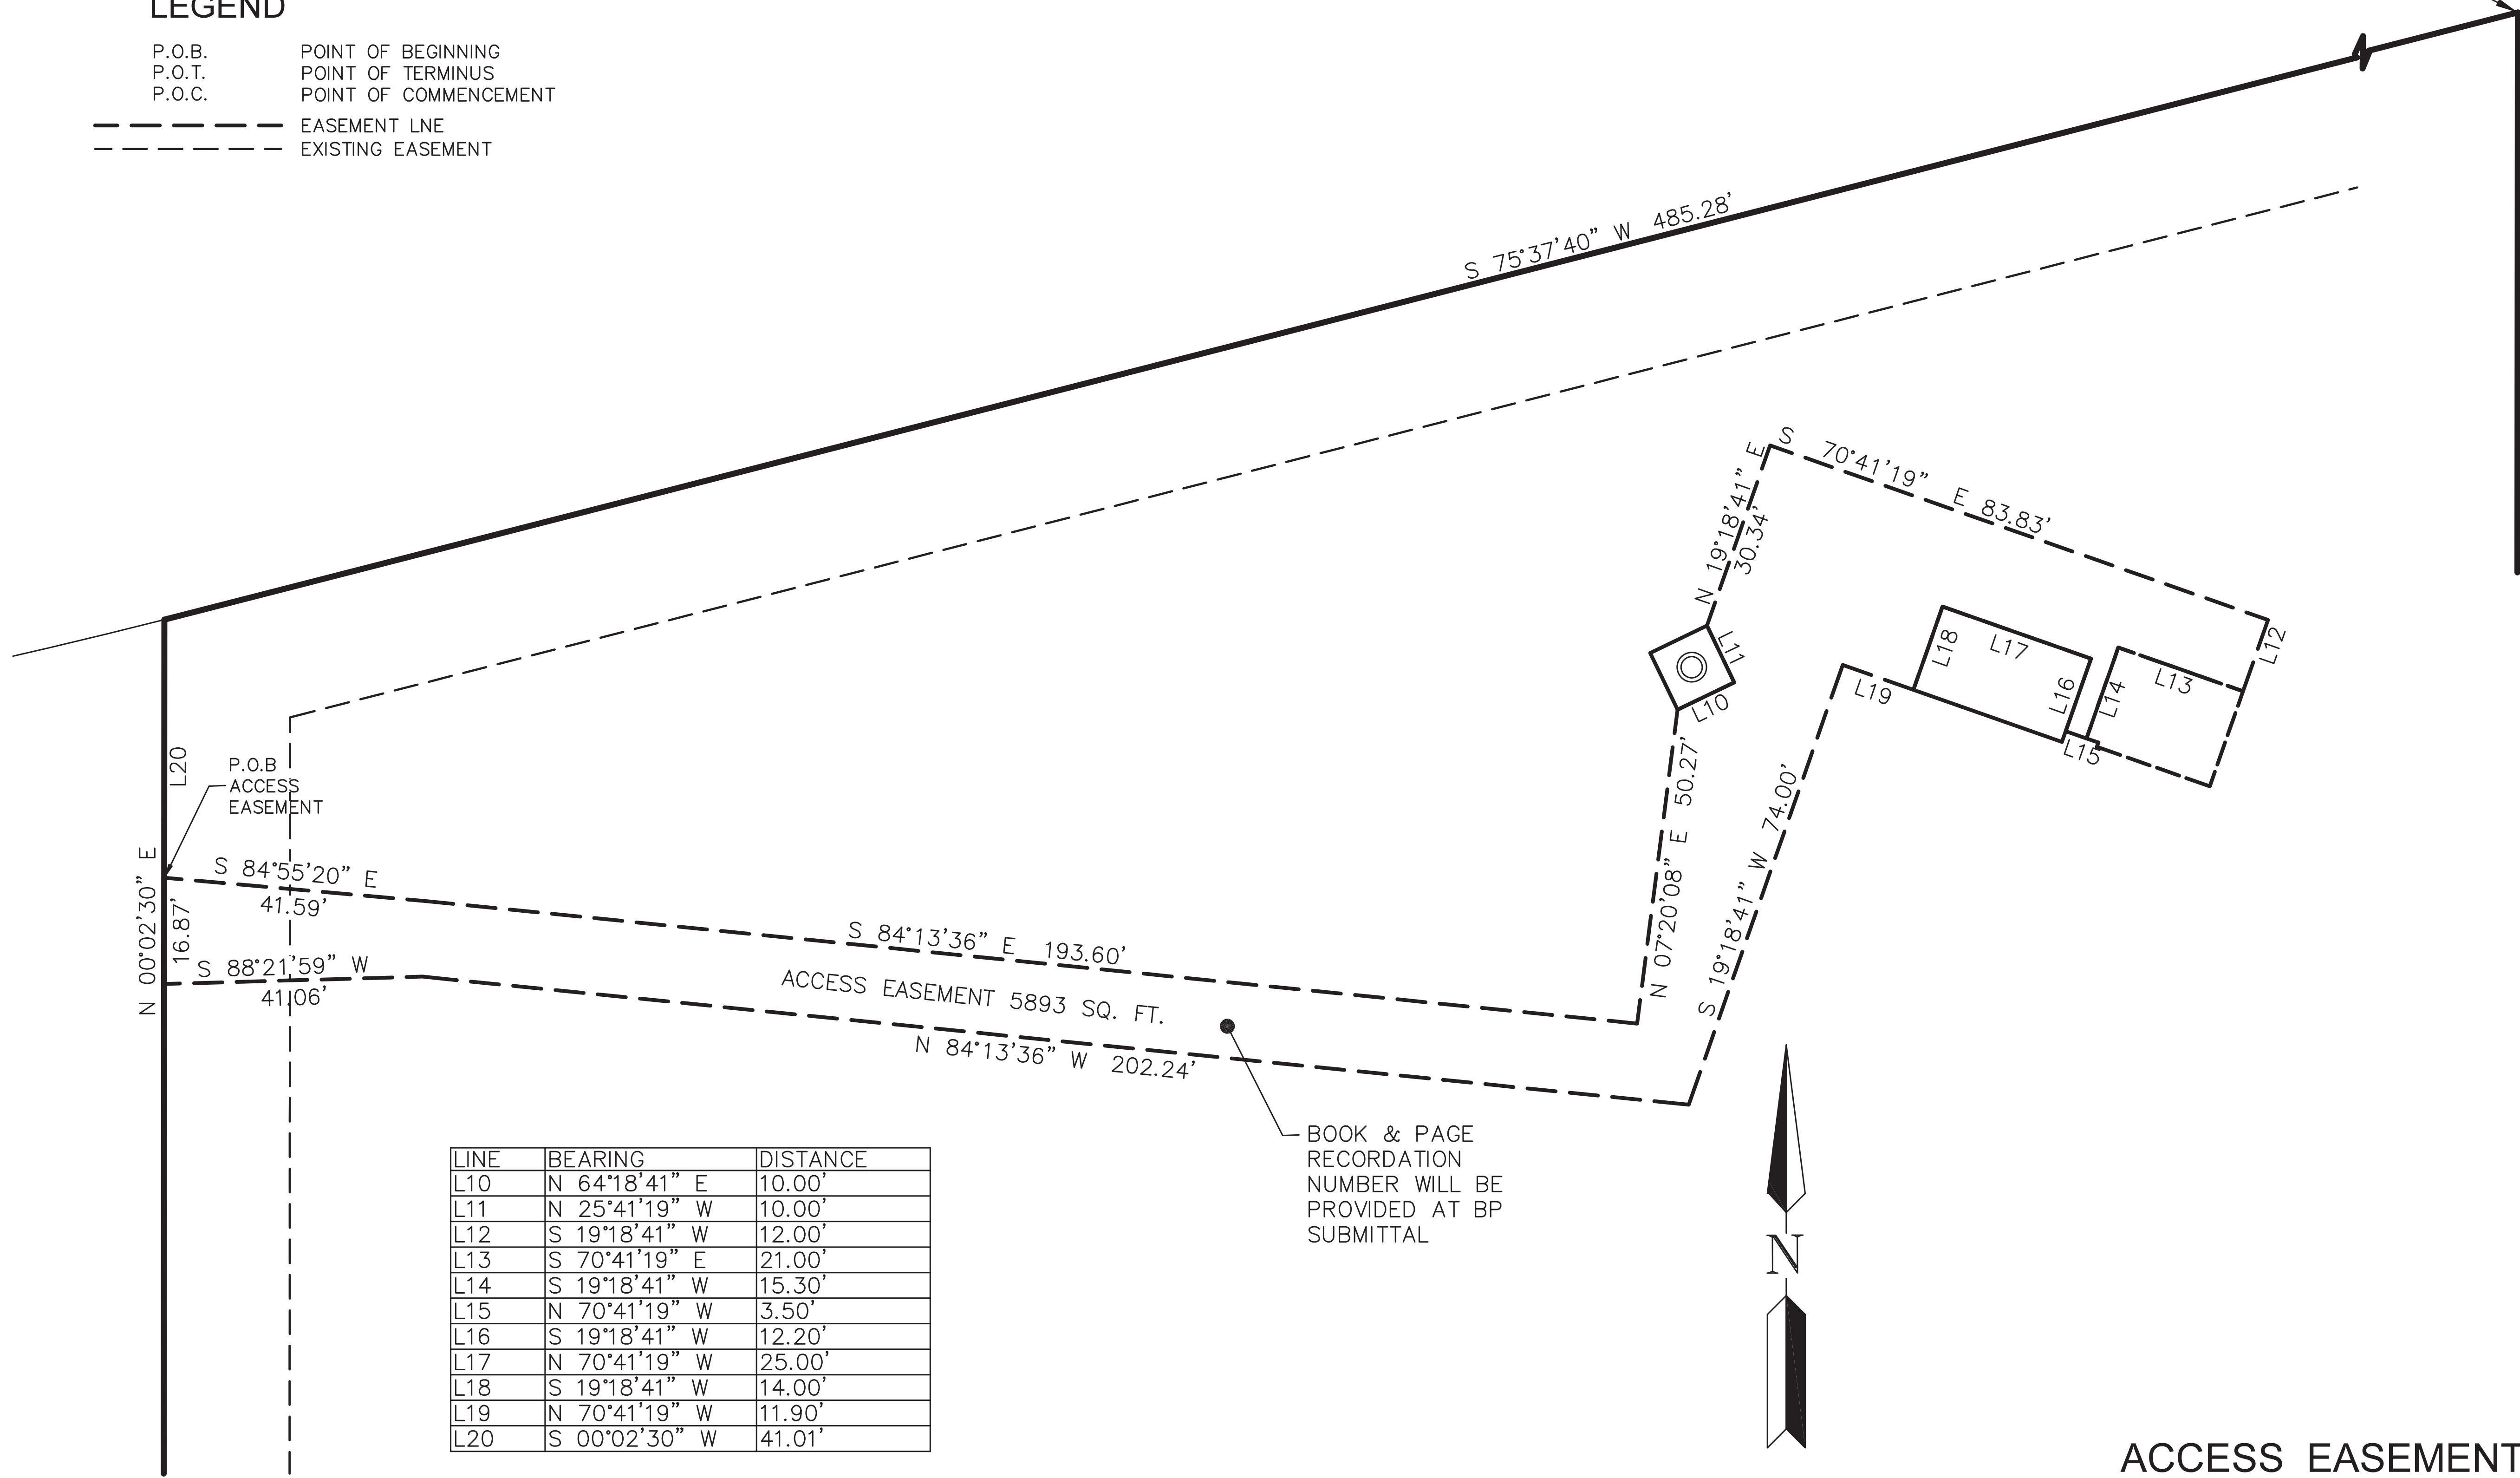 LEGEND
P.O.B. POINT OF BEGINNING
P.O.T. POINT OF TERMINUS
P.O.C. POINT OF COMMENCEMENT
EASEMENT LNE
EXISTING EASEMENT
S 75°37'40" W 485.28'
S 70°41'19" E 83.83'
N 19°18'41" E
30.34'
L11
L10
L12
L18
L17
L16
L14
L13
L19
L15
L20
P.O.B
ACCESS
EASEMENT
N 00°02'30" E
16.87'
S 84°55'20" E
41.59'
S 88°21'59" W
41.06'
S 84°13'36" E 193.60'
ACCESS EASEMENT 5893 SQ. FT.
N 84°13'36" W 202.24'
N 07°20'08" E 50.27'
S 19°18'41" W 74.00'
BOOK & PAGE
RECORDATION
NUMBER WILL BE
PROVIDED AT BP
SUBMITTAL
LINE BEARING DISTANCE
L10 N 64°18'41" E 10.00'
L11 N 25°41'19" W 10.00'
L12 S 19°18'41" W 12.00'
L13 S 70°41'19" E 21.00'
L14 S 19°18'41" W 15.30'
L15 N 70°41'19" W 3.50'
L16 S 19°18'41" W 12.20'
L17 N 70°41'19" W 25.00'
L18 S 19°18'41" W 14.00'
L19 N 70°41'19" W 11.90'
L20 S 00°02'30" W 41.01'
N
ACCESS EASEMENT